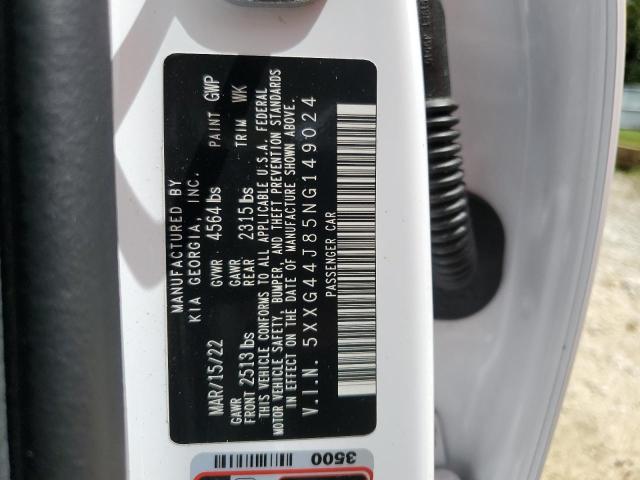 MANUFACTURED BY
KIA GEORGIA, INC.
MAR/15/22 GVWR 4564 lbs PAINT GWP
GAWR FRONT 2513 lbs GAWR REAR 2315 lbs TRIM WK
THIS VEHICLE CONFORMS TO ALL APPLICABLE U.S.A. FEDERAL
MOTOR VEHICLE SAFETY, BUMPER, AND THEFT PREVENTION STANDARDS
IN EFFECT ON THE DATE OF MANUFACTURE SHOWN ABOVE.
V.I.N. 5XXG44J85NG149024
PASSENGER CAR
3500